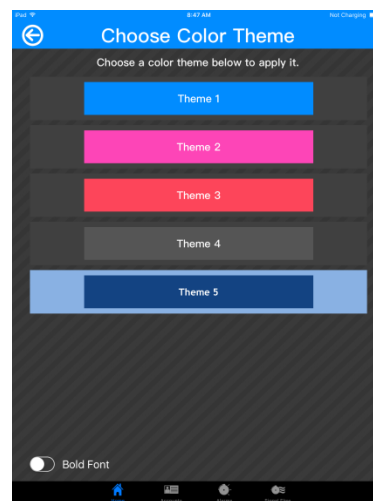 iPad 8:47 AM Not Charging
Choose Color Theme
Choose a color theme below to apply it.
Theme 1
Theme 2
Theme 3
Theme 4
Theme 5
Bold Font